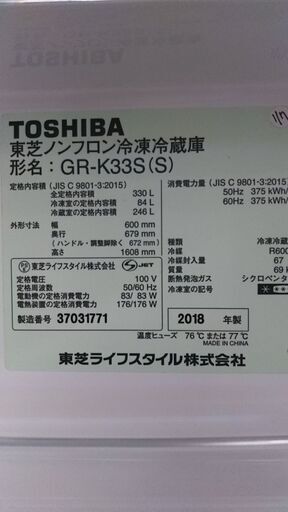 TOSHIBA
東芝ノンフロン冷凍冷蔵庫
形名：GR-K33S(S)
定格内容積 (JIS C 9801-3:2015)
全定格内容積 330 L
冷凍室の定格内容積 84 L
冷蔵室の定格内容積 246 L
外形寸法 幅 600 mm
奥行 679 mm
(ハンドル・調整脚除く 672 mm)
高さ 1608 mm
消費電力量 (JIS C 9801-3:2015)
50Hz 375 kWh/
60Hz 375 kWh/
東芝ライフスタイル株式会社 S-JET
定格電圧 100 V
定格周波数 50/60 Hz
電動機の定格消費電力 83/ 83 W
電熱装置の定格消費電力 176/176 W
種類 冷凍冷蔵
冷媒 R600
冷媒封入量 67
質量 69 k
断熱発泡ガス シクロペンタ
冷凍室の記号
製造番号 37031771
2018 年製
温度ヒューズ 76 ℃ または 77 ℃
MADE IN CHINA
東芝ライフスタイル株式会社